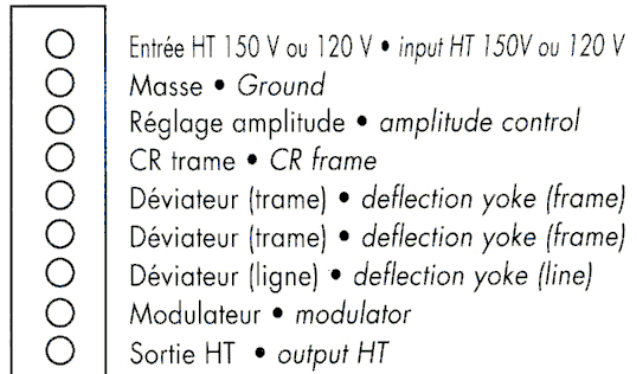 Entrée HT 150 V ou 120 V • input HT 150V ou 120 V
Masse • Ground
Réglage amplitude • amplitude control
CR trame • CR frame
Déviateur (trame) • deflection yoke (frame)
Déviateur (trame) • deflection yoke (frame)
Déviateur (ligne) • deflection yoke (line)
Modulateur • modulator
Sortie HT • output HT